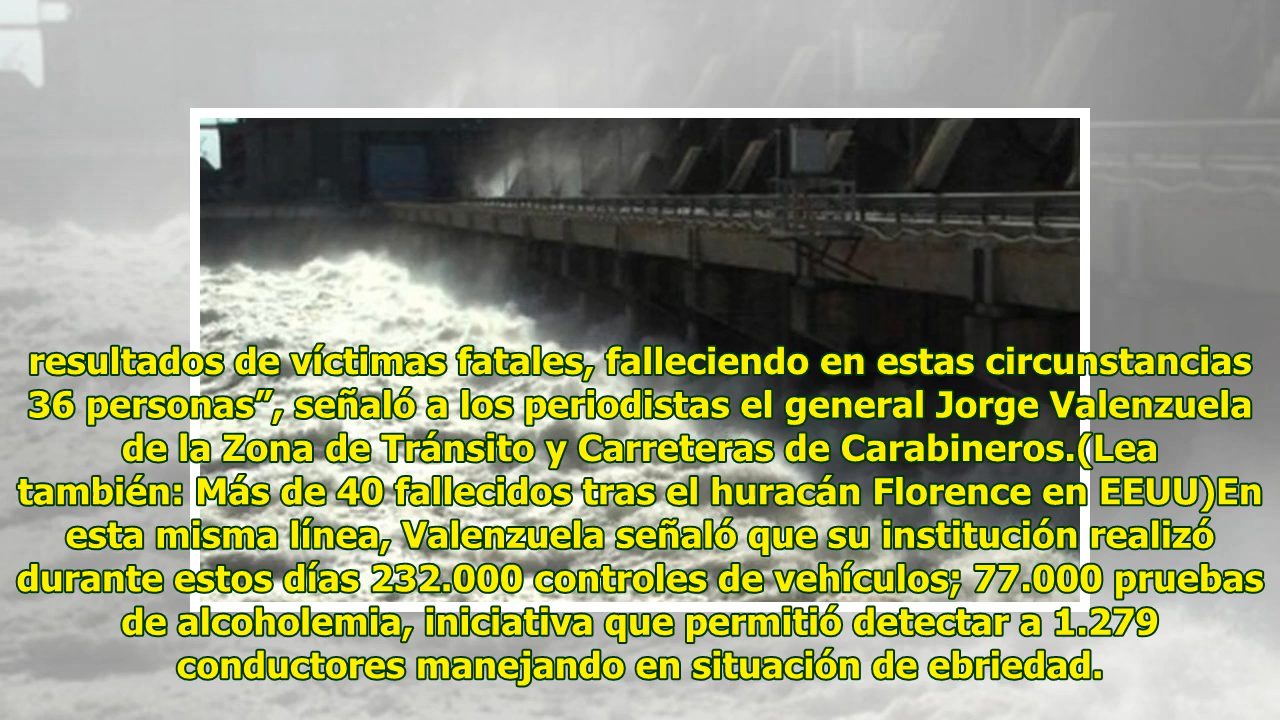 resultados de víctimas fatales, falleciendo en estas circunstancias
36 personas”, señaló a los periodistas el general Jorge Valenzuela
de la Zona de Tránsito y Carreteras de Carabineros.(Lea
también: Más de 40 fallecidos tras el huracán Florence en EEUU)En
esta misma línea, Valenzuela señaló que su institución realizó
durante estos días 232.000 controles de vehículos; 77.000 pruebas
de alcoholemia, iniciativa que permitió detectar a 1.279
conductores manejando en situación de ebriedad.